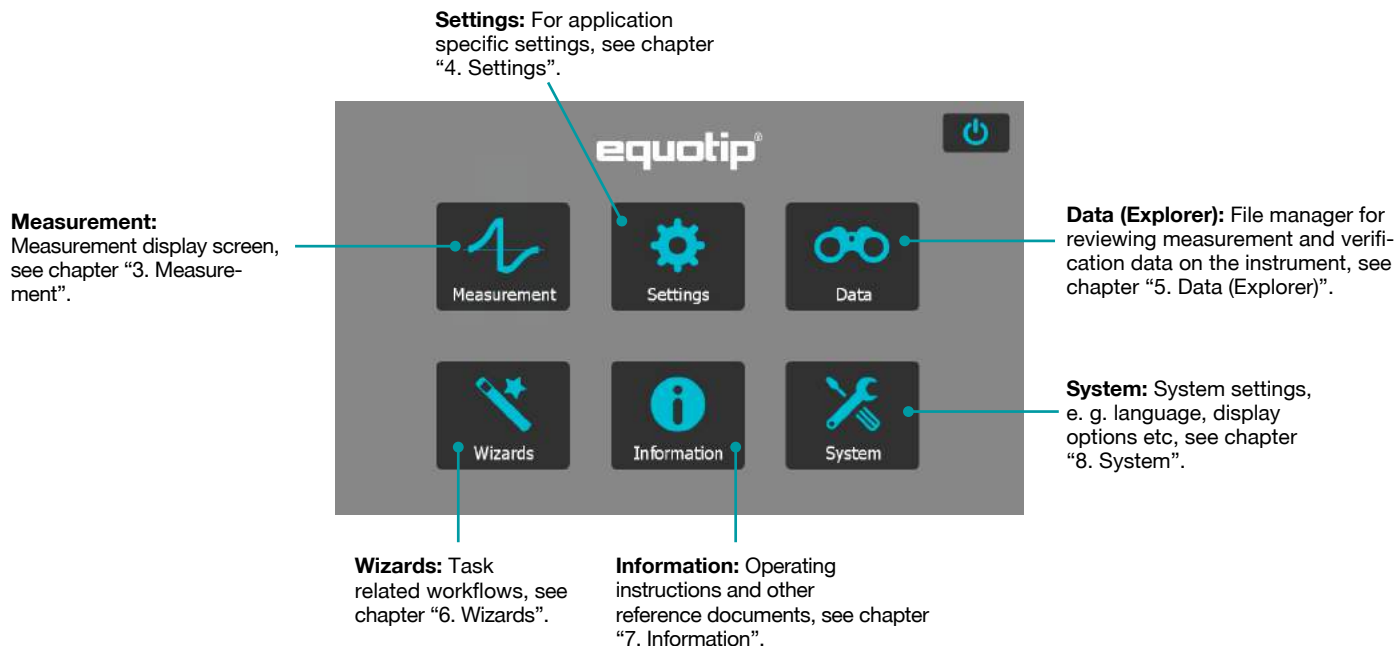 Settings: For application
specific settings, see chapter
“4. Settings”.
equotip®
Measurement:
Measurement display screen,
see chapter “3. Measure-
ment”.
Measurement
Settings
Data
Data (Explorer): File manager for
reviewing measurement and verifi-
cation data on the instrument, see
chapter “5. Data (Explorer)”.
Wizards
Information
System
System: System settings,
e. g. language, display
options etc, see chapter
“8. System”.
Wizards: Task
related workflows, see
chapter “6. Wizards”.
Information: Operating
instructions and other
reference documents, see chapter
“7. Information”.